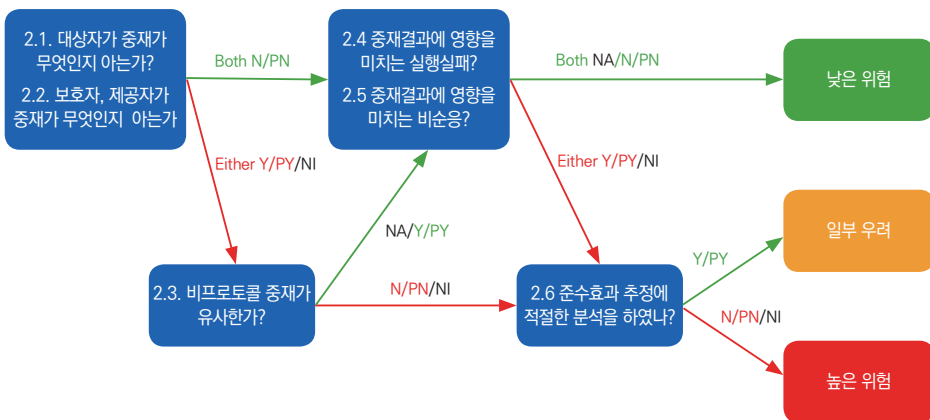 2.1. 대상자가 중재가
무엇인지 아는가?
2.2. 보호자, 제공자가
중재가 무엇인지 아는가
Both N/PN
2.4 중재결과에 영향을
미치는 실행실패?
2.5 중재결과에 영향을
미치는 비순응?
Both NA/N/PN
낮은 위험
Either Y/PY/NI
Either Y/PY/NI
NA/Y/PY
일부 우려
Y/PY
2.3. 비프로토콜 중재가
유사한가?
N/PN/NI
2.6 준수효과 추정에
적절한 분석을 하였나?
N/PN/NI
높은 위험